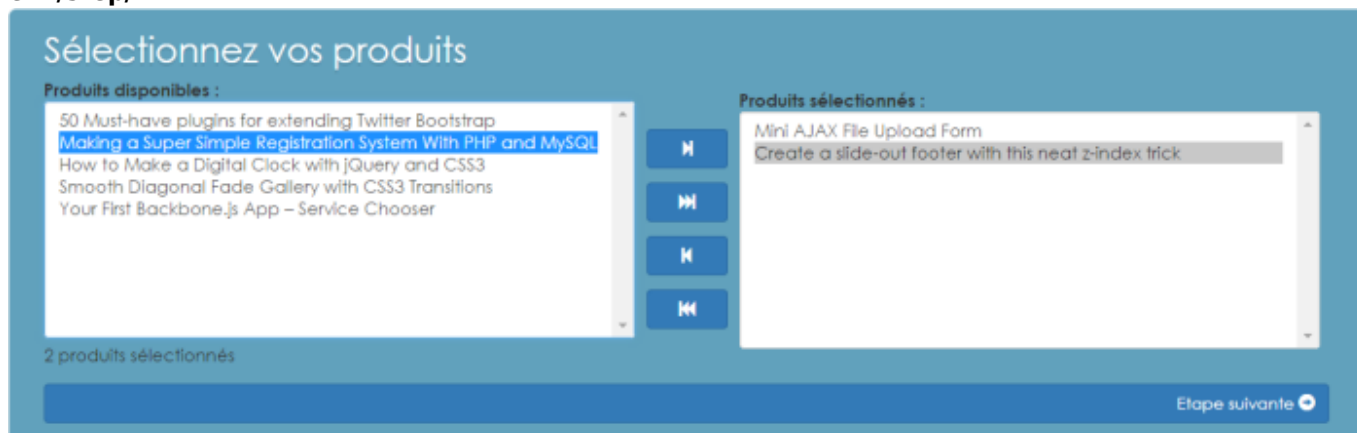 Sélectionnez vos produits
Produits disponibles :
50 Must-have plugins for extending Twitter Bootstrap
Making a Super Simple Registration System With PHP and MySQL
How to Make a Digital Clock with jQuery and CSS3
Smooth Diagonal Fade Gallery with CSS3 Transitions
Your First Backbone.js App – Service Chooser
2 produits sélectionnés
Produits sélectionnés :
Mini AJAX File Upload Form
Create a slide-out footer with this neat z-index trick
Etape suivante